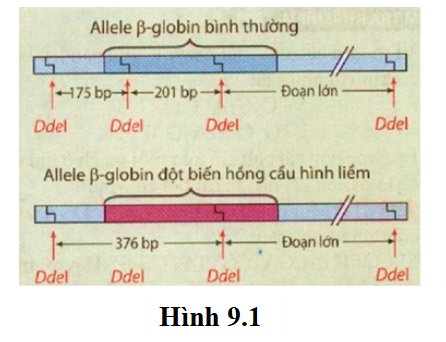 Allele β-globin bình thường
175 bp 201 bp Đoạn lớn
DdeI DdeI DdeI DdeI
Allele β-globin đột biến hồng cầu hình liềm
376 bp Đoạn lớn
DdeI DdeI DdeI DdeI
Hình 9.1